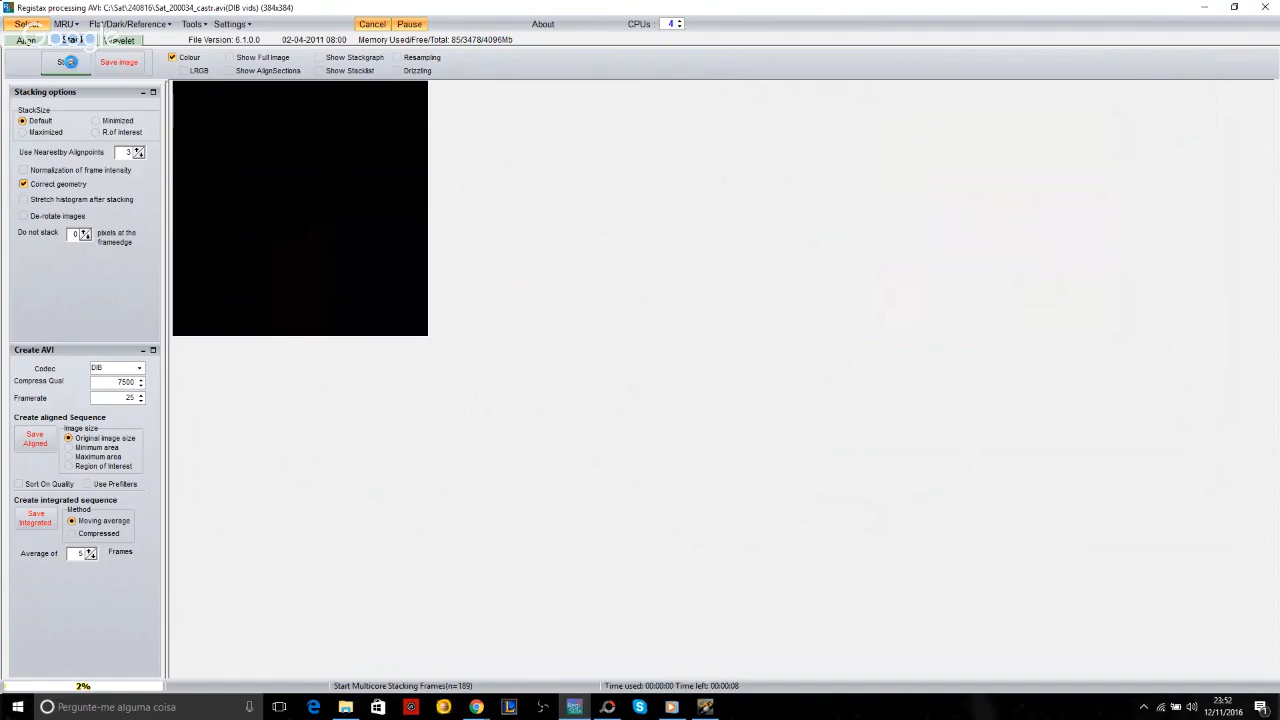 Registax processing AVI: C:\Sat\240816\Sat_200034_castr.avi(DIB vids) (384x384)
Select MRU Flat/Dark/Reference Tools Settings Cancel Pause About CPUs: 4
File Version: 6.1.0.0 02-04-2011 08:00 Memory Used/Free/Total: 85/3478/4096Mb
Save image
Colour Show Full Image Show Stackgraph Resampling
LRGB Show AlignSections Show Stacklist Drizzling
Stacking options
StackSize
Default Minimized
Maximized R.of Interest
Use Nearestby Alignpoints 3
Normalization of frame intensity
Correct geometry
Stretch histogram after stacking
De-rotate images
Do not stack 0 pixels at the
frameedge
Create AVI
Codec DIB
Compress Qual 7500
Framerate 25
Create aligned Sequence
Image size
Save
Aligned
Original image size
Minimum area
Maximum area
Region of Interest
Sort On Quality Use Prefilters
Create integrated sequence
Method
Save
Integrated
Moving average
Compressed
Average of 5 Frames
2% Start Multicore Stacking Frames(n=189) Time used: 00:00:00 Time left: 00:00:08
Pergunte-me alguma coisa
23:52
12/11/2016